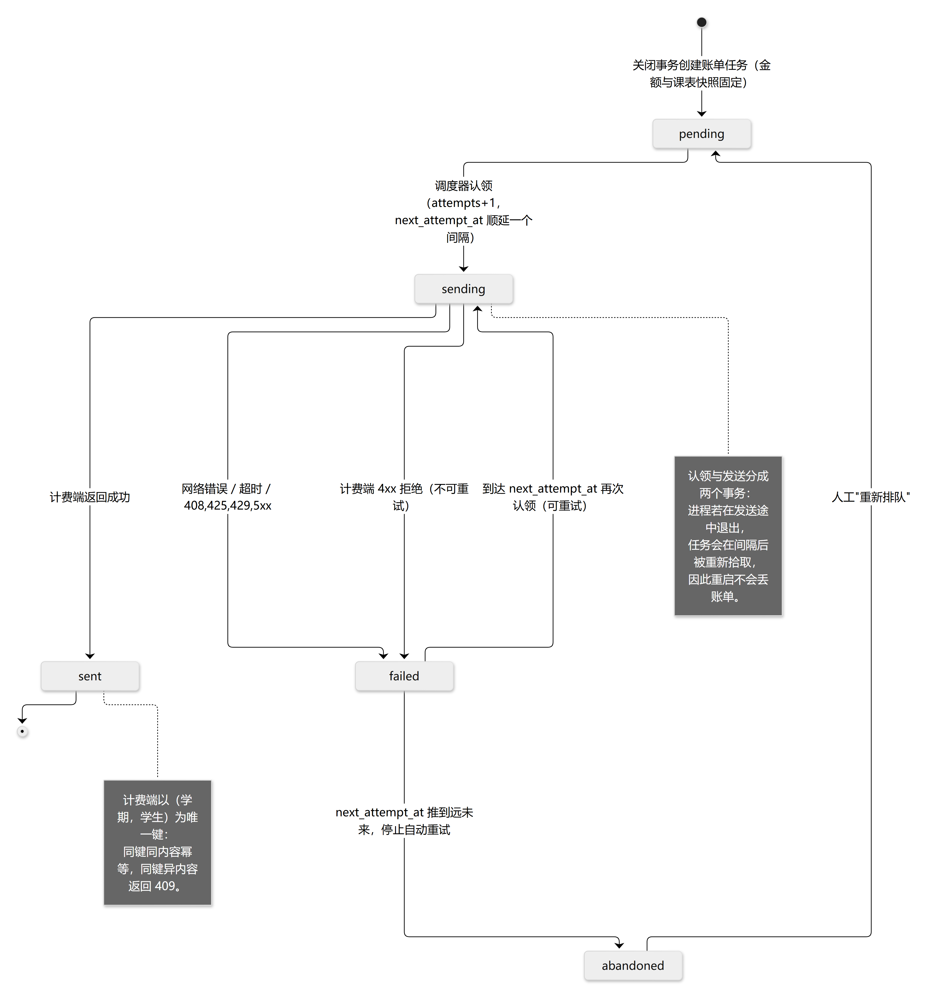 关闭事务创建账单任务（金
额与课表快照固定）
pending
调度器认领
（attempts+1，
next_attempt_at 顺延一个
间隔）
sending
计费端返回成功
网络错误 / 超时 /
408,425,429,5xx
计费端 4xx 拒绝（不可重
试）
到达 next_attempt_at 再次
认领（可重试）
认领与发送分成
两个事务：
进程若在发送途
中退出，
任务会在间隔后
被重新拾取，
因此重启不会丢
账单。
人工"重新排队"
sent
failed
计费端以（学
期，学生）为唯
一键：
同键同内容幂
等，同键异内容
返回 409。
next_attempt_at 推到远未
来，停止自动重试
abandoned